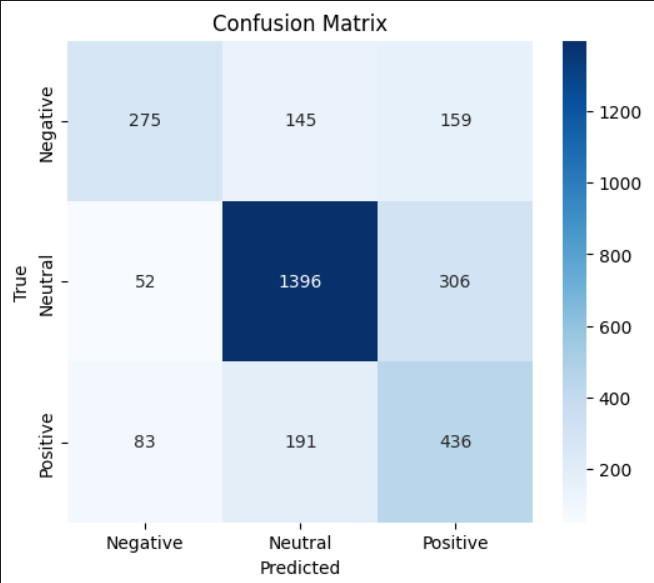 Confusion Matrix
Negative
275 145 159
1200
1000
True
Neutral
52 1396 306
800
600
Positive
83 191 436
400
200
Negative Neutral Positive
Predicted